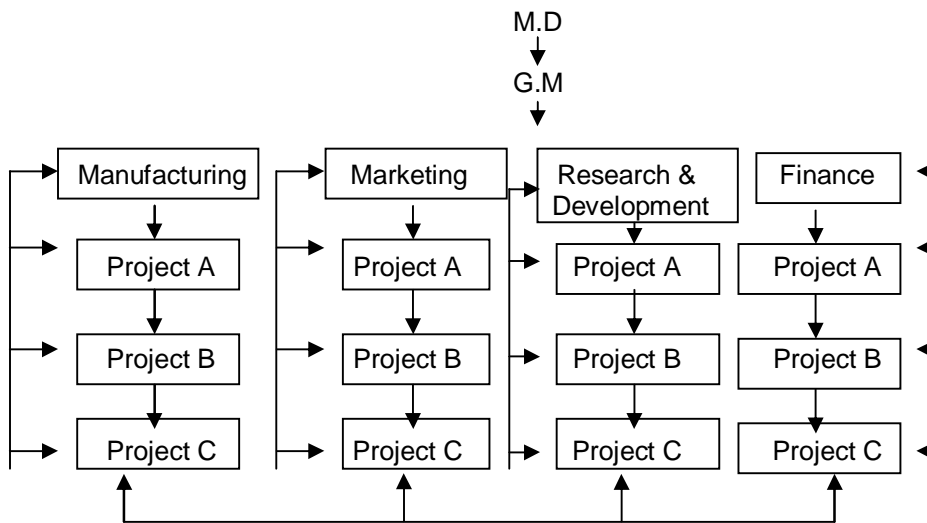 M.D
G.M
Manufacturing
Marketing
Research &
Development
Finance
Project A
Project A
Project A
Project A
Project B
Project B
Project B
Project B
Project C
Project C
Project C
Project C